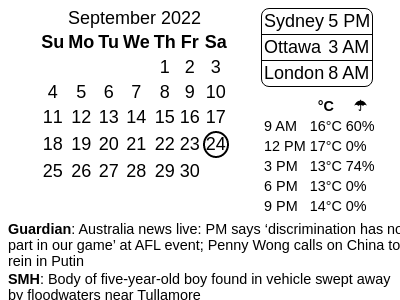 September 2022
Su Mo Tu We Th Fr Sa
1 2 3
4 5 6 7 8 9 10
11 12 13 14 15 16 17
18 19 20 21 22 23 24
25 26 27 28 29 30
Sydney 5 PM
Ottawa 3 AM
London 8 AM
°C ☂
9 AM 16°C 60%
12 PM 17°C 0%
3 PM 13°C 74%
6 PM 13°C 0%
9 PM 14°C 0%
Guardian: Australia news live: PM says ‘discrimination has no
part in our game’ at AFL event; Penny Wong calls on China to
rein in Putin
SMH: Body of five-year-old boy found in vehicle swept away
by floodwaters near Tullamore